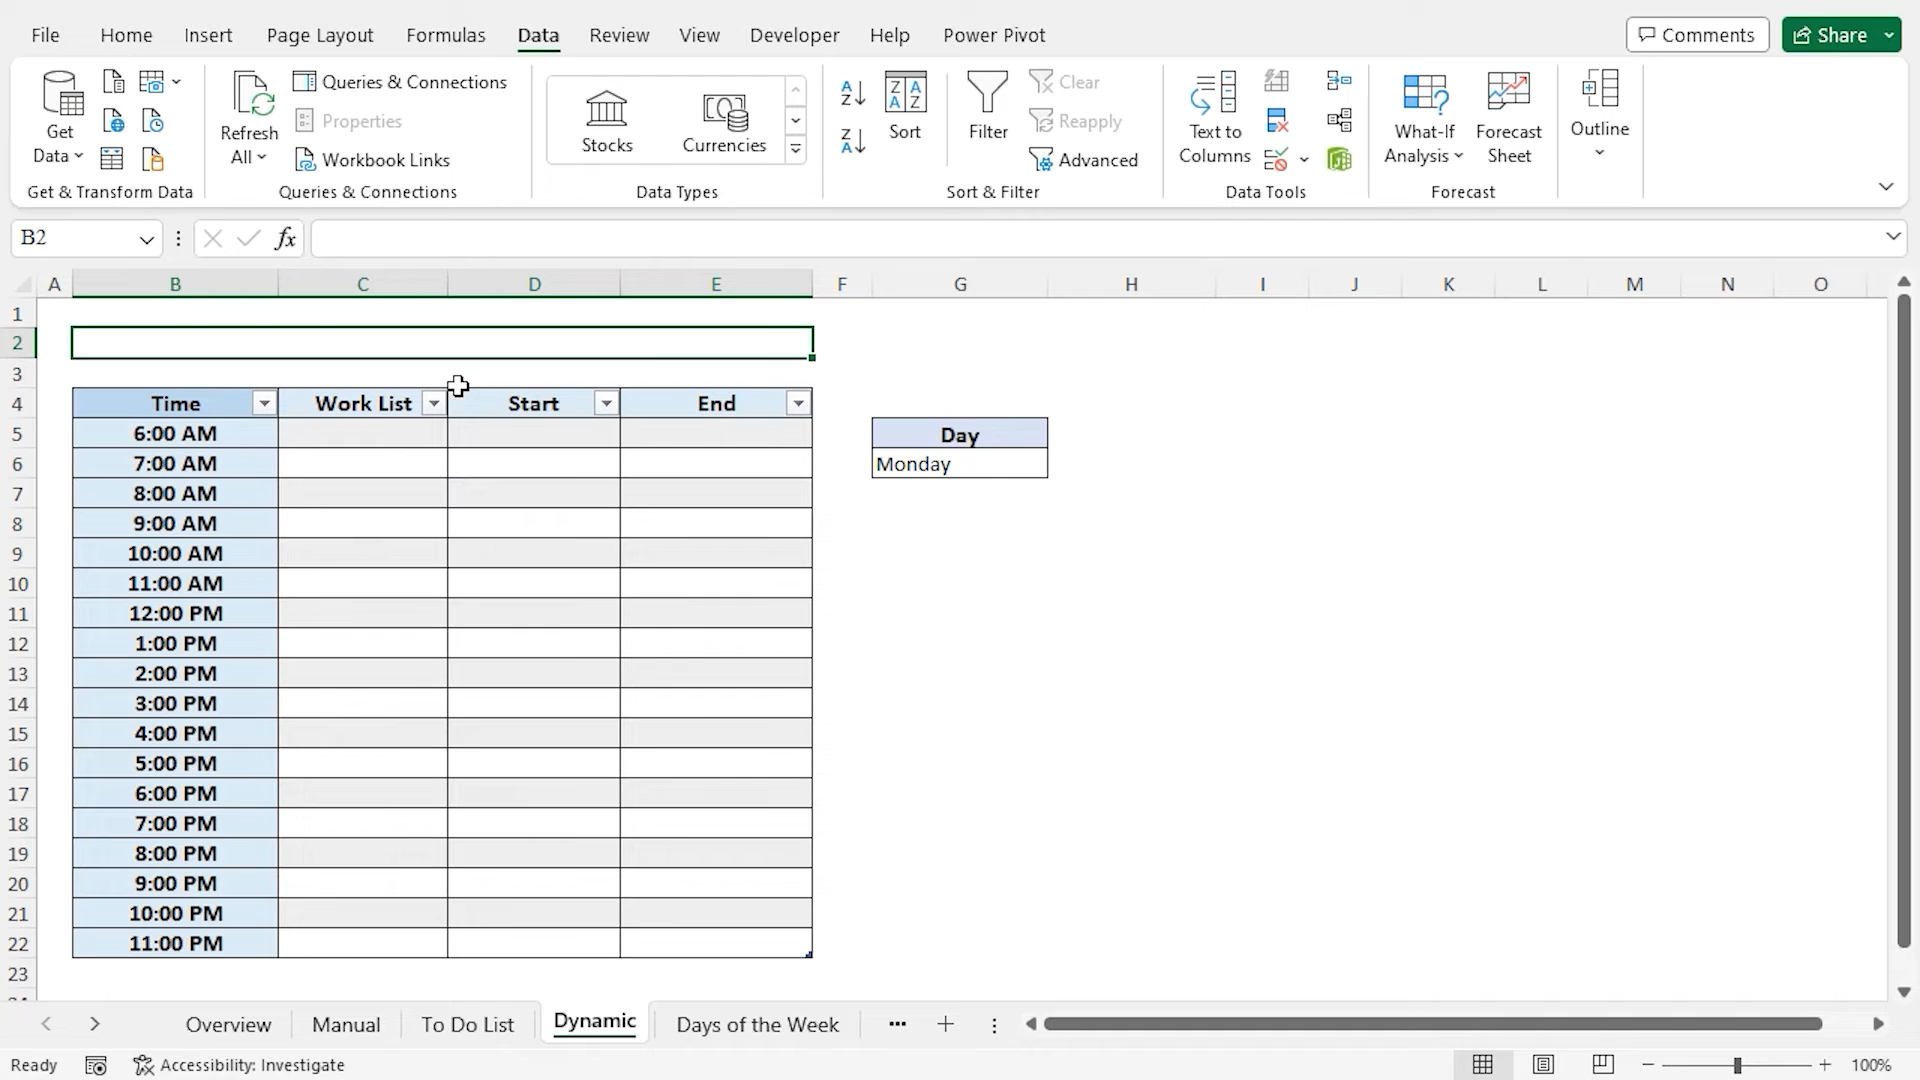 File Home Insert Page Layout Formulas Data Review View Developer Help Power Pivot Comments Share
Get Data
Refresh All
Queries & Connections
Properties
Workbook Links
Stocks
Currencies
Sort
Filter
Clear
Reapply
Advanced
Text to Columns
What-If Analysis
Forecast Sheet
Outline
Get & Transform Data Queries & Connections Data Types Sort & Filter Data Tools Forecast
B2 fx
A B C D E F G H I J K L M N O
1
2
3
4 Time Work List Start End
5 6:00 AM Day
6 7:00 AM Monday
7 8:00 AM
8 9:00 AM
9 10:00 AM
10 11:00 AM
11 12:00 PM
12 1:00 PM
13 2:00 PM
14 3:00 PM
15 4:00 PM
16 5:00 PM
17 6:00 PM
18 7:00 PM
19 8:00 PM
20 9:00 PM
21 10:00 PM
22 11:00 PM
23
Overview Manual To Do List Dynamic Days of the Week ...
Ready Accessibility: Investigate 100%